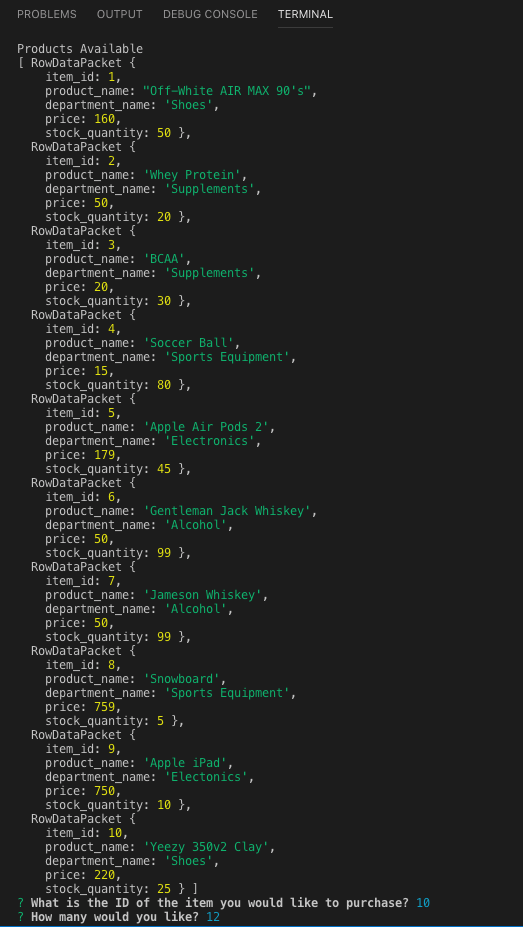 PROBLEMS OUTPUT DEBUG CONSOLE TERMINAL
Products Available
[ RowDataPacket {
item_id: 1,
product_name: "Off-White AIR MAX 90's",
department_name: 'Shoes',
price: 160,
stock_quantity: 50 },
RowDataPacket {
item_id: 2,
product_name: 'Whey Protein',
department_name: 'Supplements',
price: 50,
stock_quantity: 20 },
RowDataPacket {
item_id: 3,
product_name: 'BCAA',
department_name: 'Supplements',
price: 20,
stock_quantity: 30 },
RowDataPacket {
item_id: 4,
product_name: 'Soccer Ball',
department_name: 'Sports Equipment',
price: 15,
stock_quantity: 80 },
RowDataPacket {
item_id: 5,
product_name: 'Apple Air Pods 2',
department_name: 'Electronics',
price: 179,
stock_quantity: 45 },
RowDataPacket {
item_id: 6,
product_name: 'Gentleman Jack Whiskey',
department_name: 'Alcohol',
price: 50,
stock_quantity: 99 },
RowDataPacket {
item_id: 7,
product_name: 'Jameson Whiskey',
department_name: 'Alcohol',
price: 50,
stock_quantity: 99 },
RowDataPacket {
item_id: 8,
product_name: 'Snowboard',
department_name: 'Sports Equipment',
price: 759,
stock_quantity: 5 },
RowDataPacket {
item_id: 9,
product_name: 'Apple iPad',
department_name: 'Electonics',
price: 750,
stock_quantity: 10 },
RowDataPacket {
item_id: 10,
product_name: 'Yeezy 350v2 Clay',
department_name: 'Shoes',
price: 220,
stock_quantity: 25 } ]
? What is the ID of the item you would like to purchase? 10
? How many would you like? 12